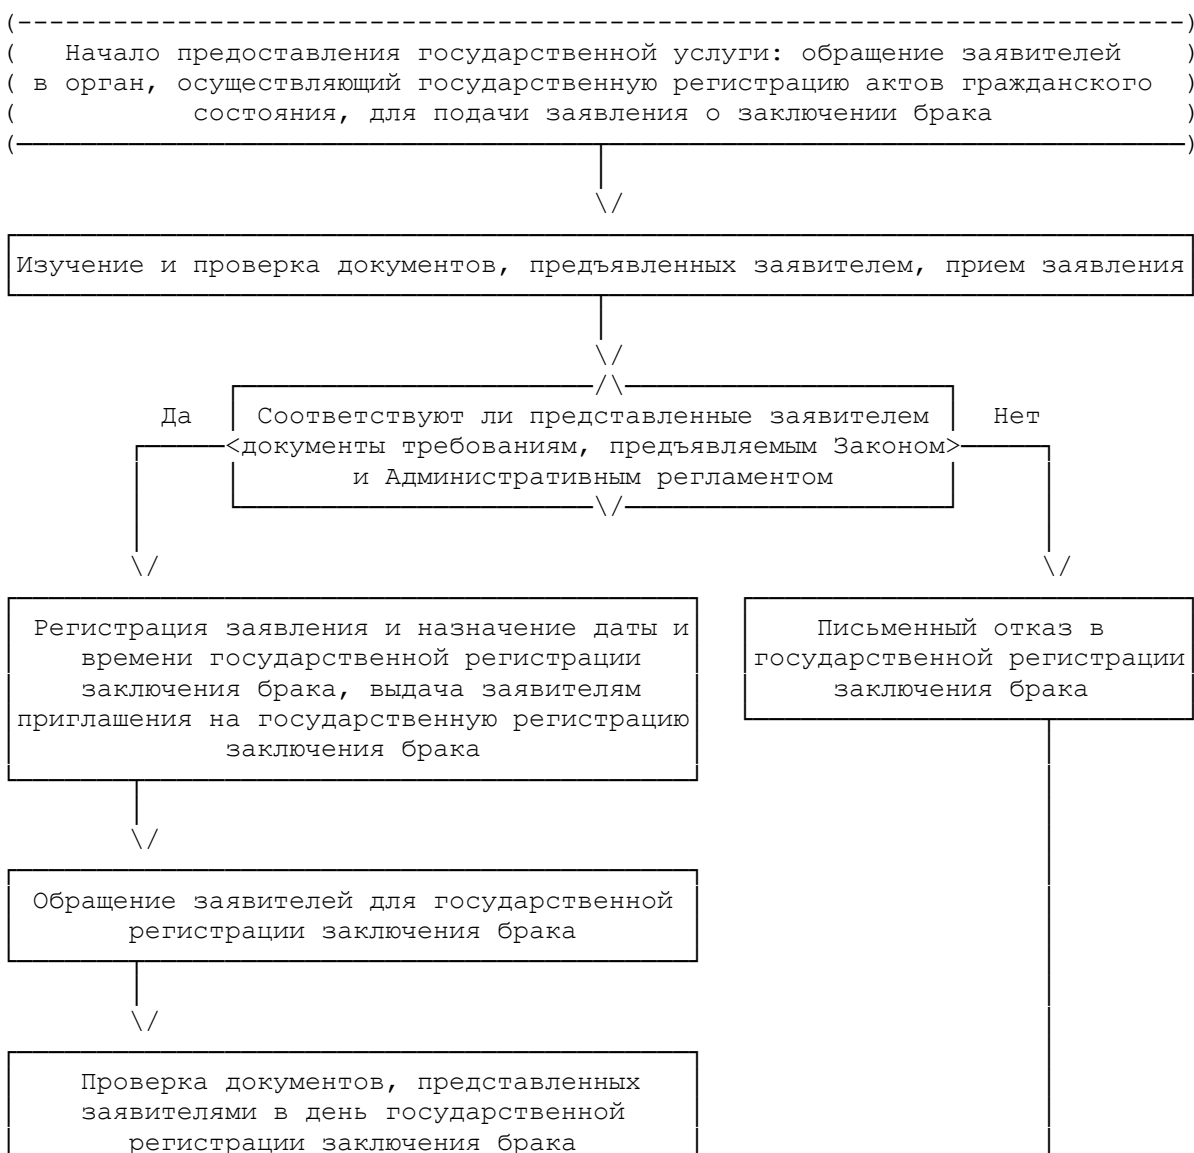 Начало предоставления государственной услуги: обращение заявителей
в орган, осуществляющий государственную регистрацию актов гражданского
состояния, для подачи заявления о заключении брака
Изучение и проверка документов, предъявленных заявителем, прием заявления
Да
Соответствуют ли представленные заявителем
Нет
документы требованиям, предъявляемым Законом
и Административным регламентом
Регистрация заявления и назначение даты и
времени государственной регистрации
заключения брака, выдача заявителям
приглашения на государственную регистрацию
заключения брака
Письменный отказ в
государственной регистрации
заключения брака
Обращение заявителей для государственной
регистрации заключения брака
Проверка документов, представленных
заявителями в день государственной
регистрации заключения брака